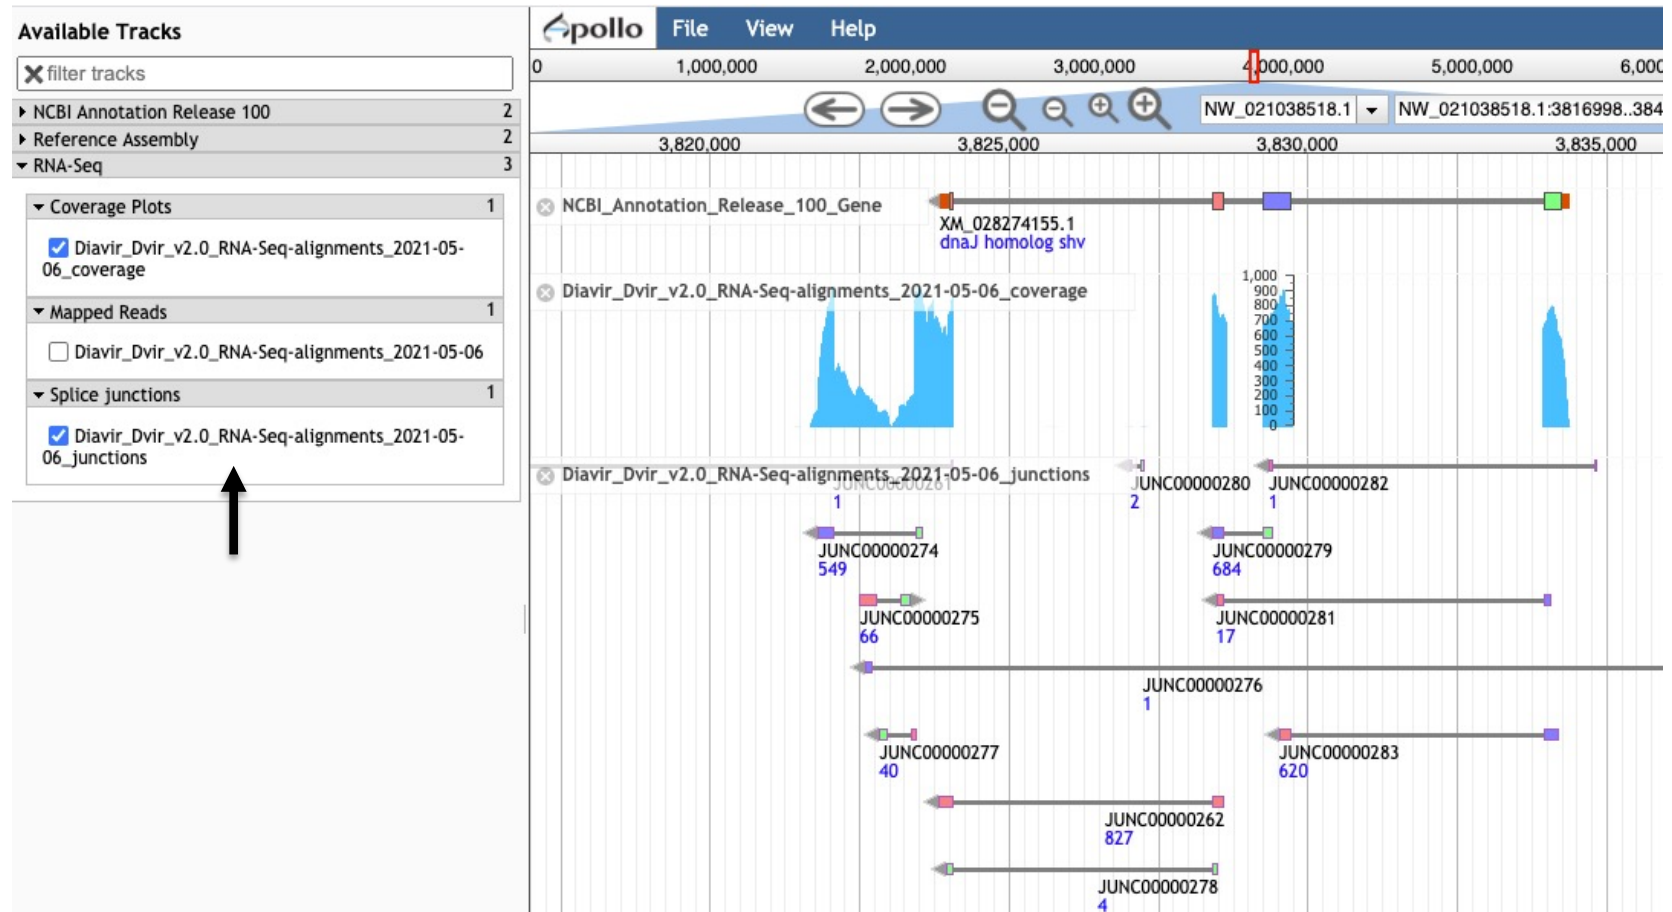 Available Tracks
filter tracks
NCBI Annotation Release 100 2
Reference Assembly 2
RNA-Seq 3
Coverage Plots 1
Diavir_Dvir_v2.0_RNA-Seq-alignments_2021-05-
06_coverage
Mapped Reads 1
Diavir_Dvir_v2.0_RNA-Seq-alignments_2021-05-06
Splice junctions 1
Diavir_Dvir_v2.0_RNA-Seq-alignments_2021-05-
06_junctions
Apollo File View Help
0 1,000,000 2,000,000 3,000,000 4,000,000 5,000,000 6,000
NW_021038518.1 NW_021038518.1:3816998..384
3,820,000 3,825,000 3,830,000 3,835,000
NCBI_Annotation_Release_100_Gene
XM_028274155.1
dnaJ homolog shv
Diavir_Dvir_v2.0_RNA-Seq-alignments_2021-05-06_coverage
1,000
900
800
700
600
500
400
300
200
100
0
Diavir_Dvir_v2.0_RNA-Seq-alignments_2021-05-06_junctions
JUNC00000261 JUNC00000280 JUNC00000282
1 2 1
JUNC00000274 JUNC00000279
549 684
JUNC00000275 JUNC00000281
66 17
JUNC00000276
1
JUNC00000277 JUNC00000283
40 620
JUNC00000262
827
JUNC00000278
4